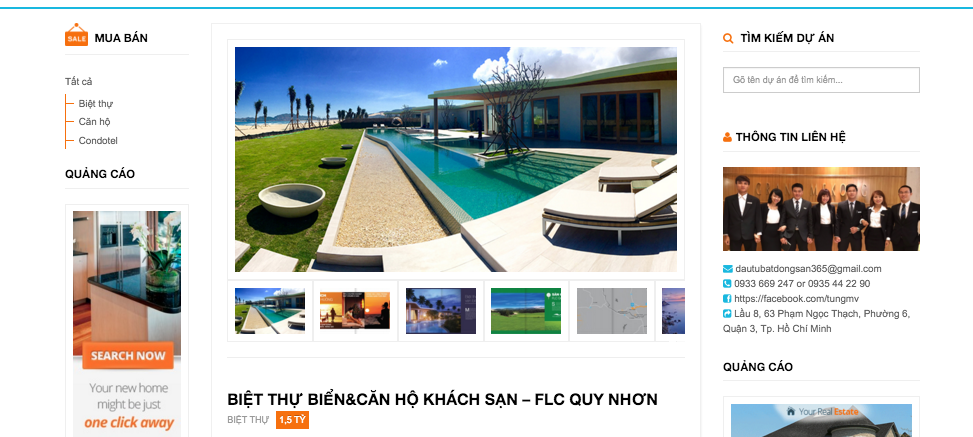 SALE
MUA BÁN
Tất cả
Biệt thự
Căn hộ
Condotel
QUẢNG CÁO
SEARCH NOW
Your new home
might be just
one click away
BIỆT THỰ BIỂN&CĂN HỘ KHÁCH SẠN – FLC QUY NHƠN
BIỆT THỰ 1,5 TỶ
TÌM KIẾM DỰ ÁN
Gõ tên dự án để tìm kiếm...
THÔNG TIN LIÊN HỆ
dautubatdongsan365@gmail.com
0933 669 247 or 0935 44 22 90
https://facebook.com/tungmv
Lầu 8, 63 Phạm Ngọc Thạch, Phường 6,
Quận 3, Tp. Hồ Chí Minh
QUẢNG CÁO
Your Real Estate